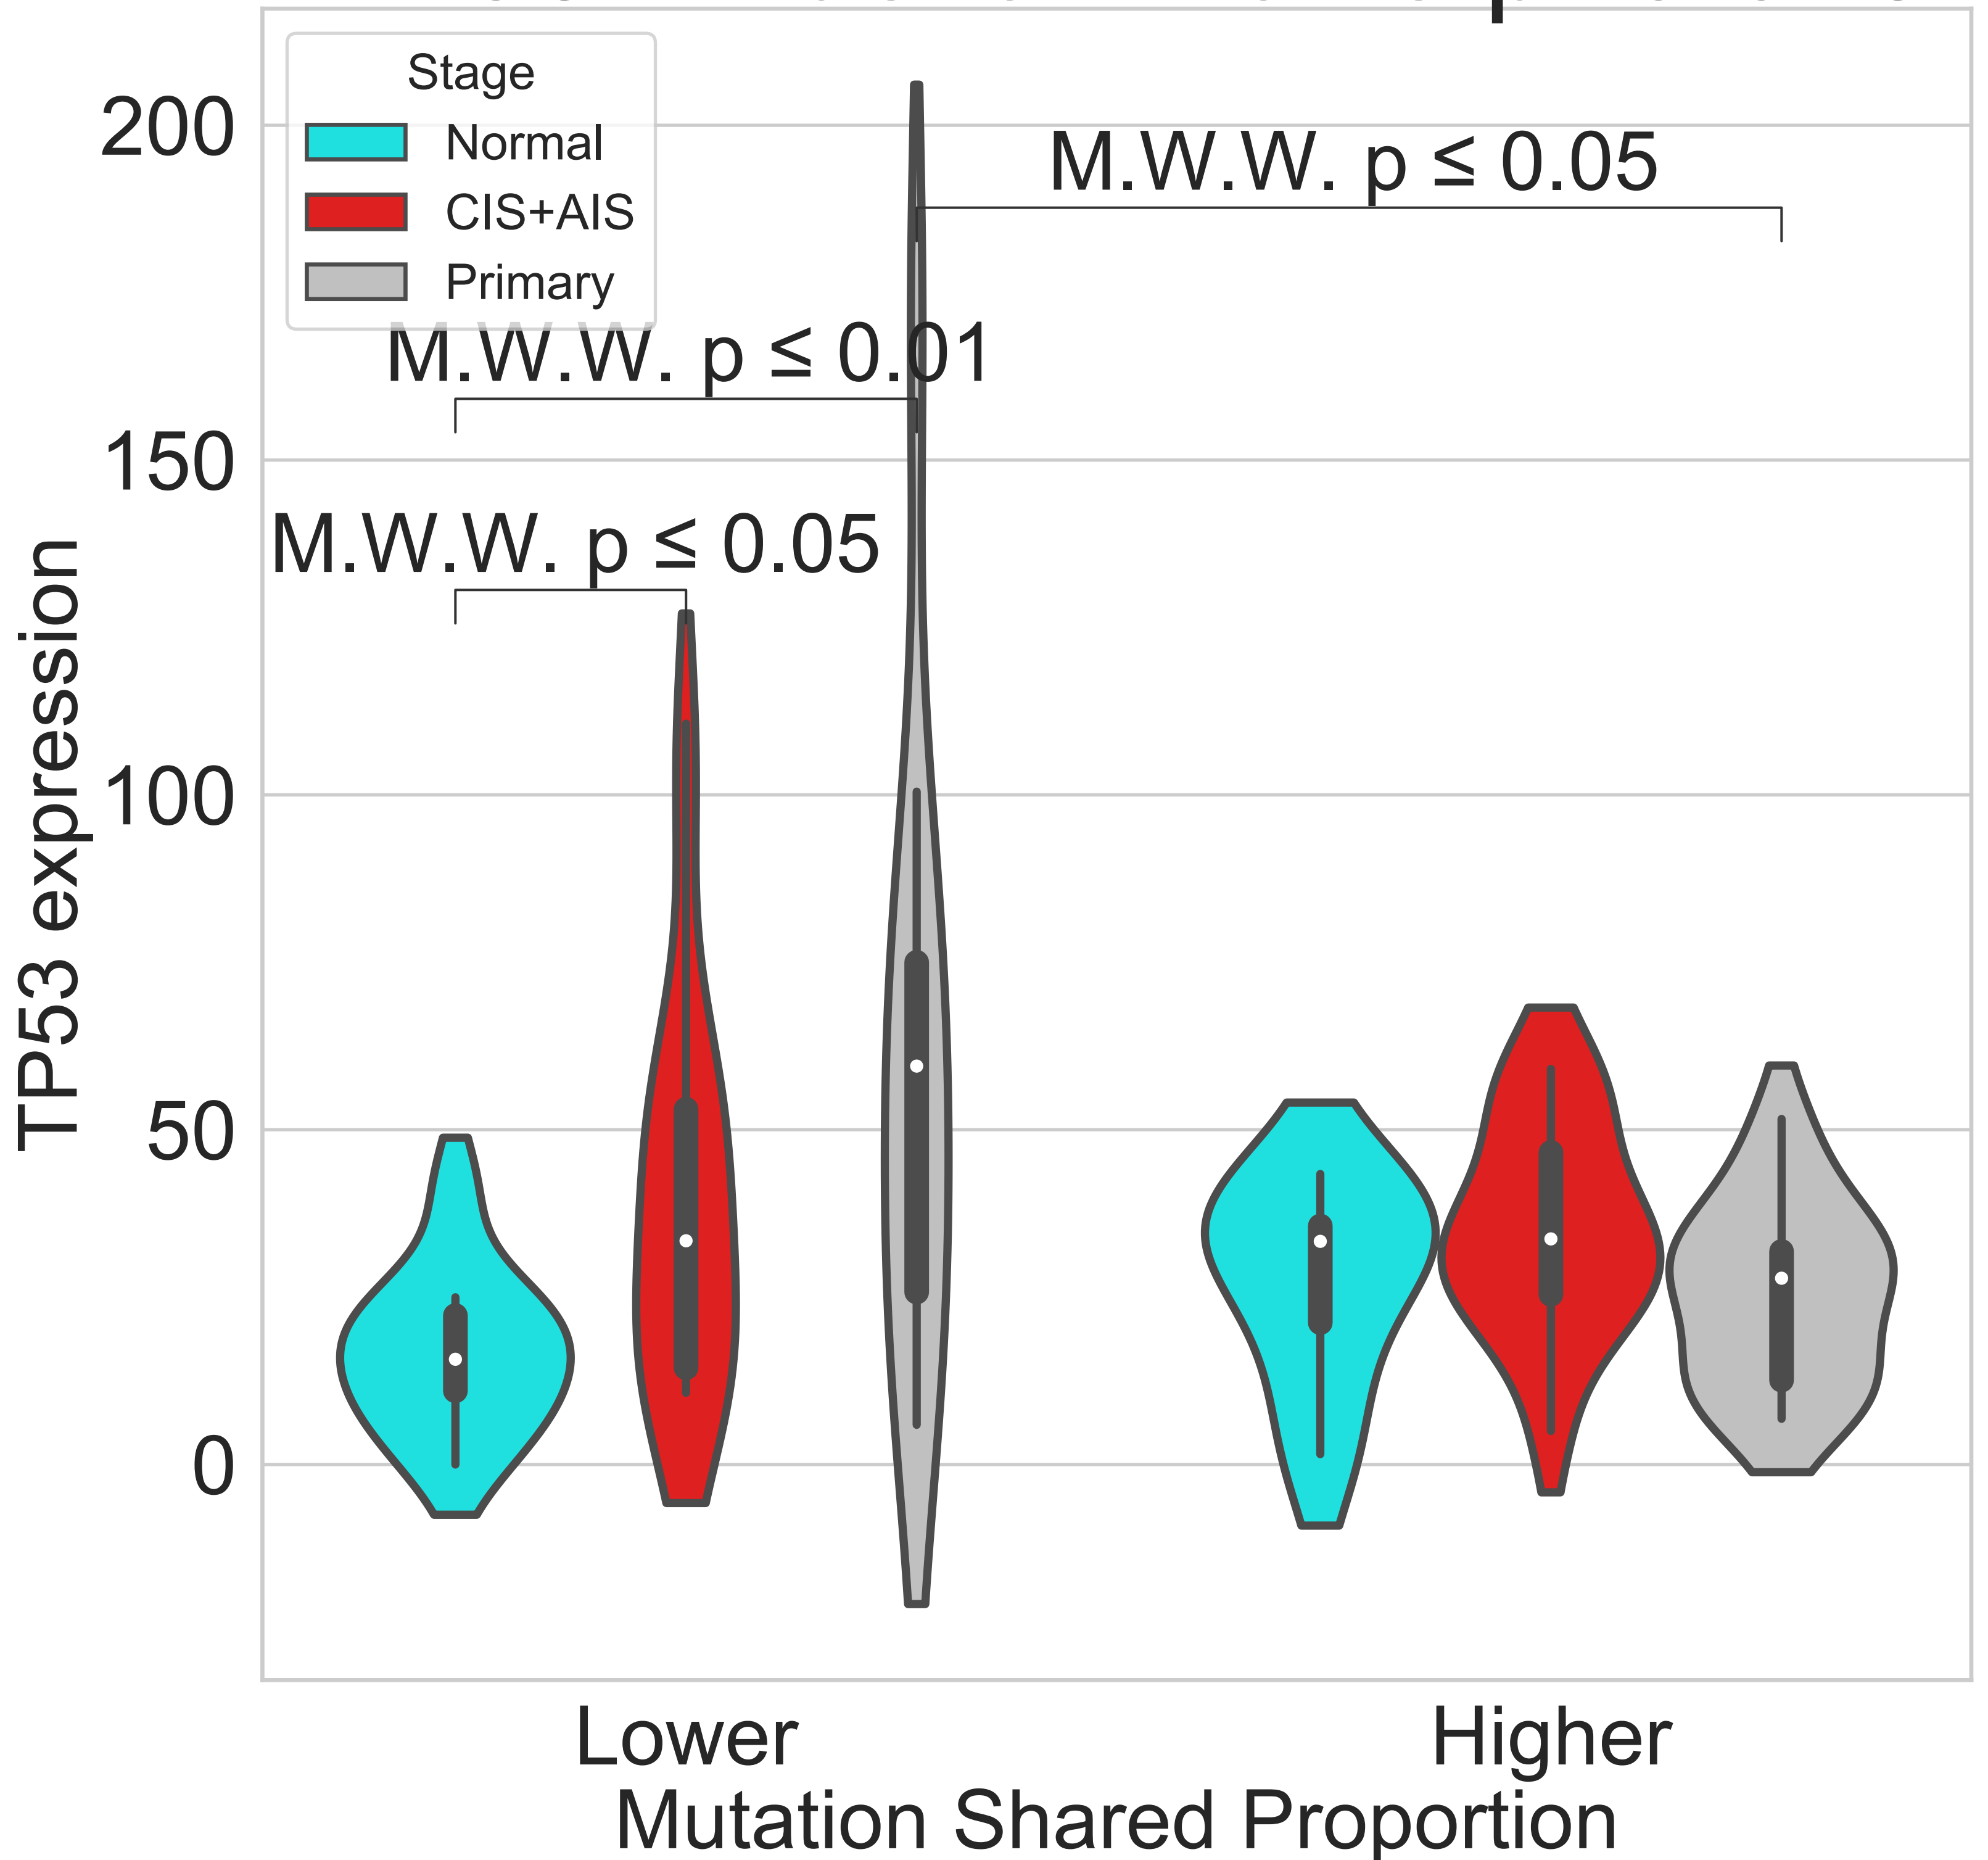 Stage
Normal
CIS+AIS
Primary
M.W.W. p ≤ 0.05
M.W.W. p ≤ 0.01
M.W.W. p ≤ 0.05
TP53 expression
200
150
100
50
0
Lower
Higher
Mutation Shared Proportion